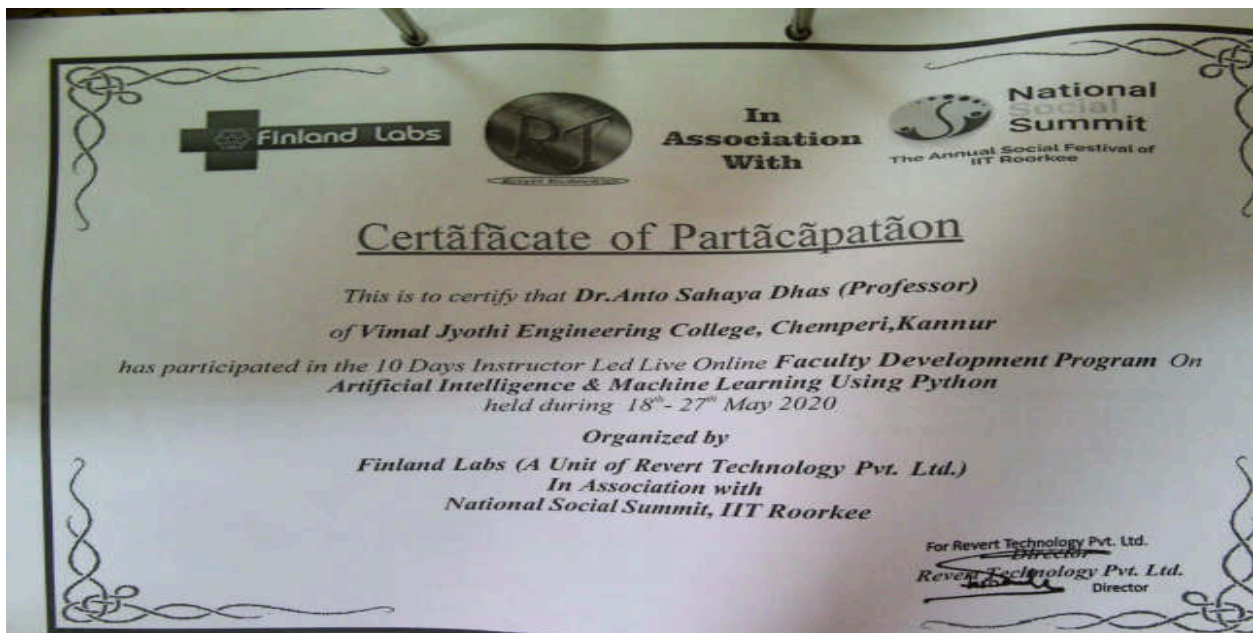 Finland Labs
RT
In
Association
With
National
Social
Summit
The Annual Social Festival of
IIT Roorkee
Certãfãcate of Partãcãpatãon
This is to certify that Dr.Anto Sahaya Dhas (Professor)
of Vimal Jyothi Engineering College, Chemperi,Kannur
has participated in the 10 Days Instructor Led Live Online Faculty Development Program On
Artificial Intelligence & Machine Learning Using Python
held during 18th- 27th May 2020
Organized by
Finland Labs (A Unit of Revert Technology Pvt. Ltd.)
In Association with
National Social Summit, IIT Roorkee
For Revert Technology Pvt. Ltd.
Director
Revert Technology Pvt. Ltd.
Director